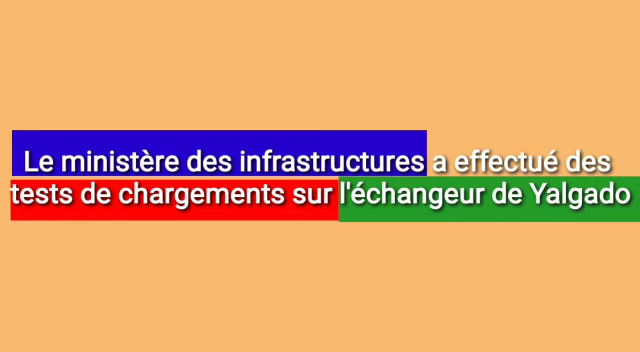 Le ministère des infrastructures a effectué des
tests de chargements sur l'échangeur de Yalgado